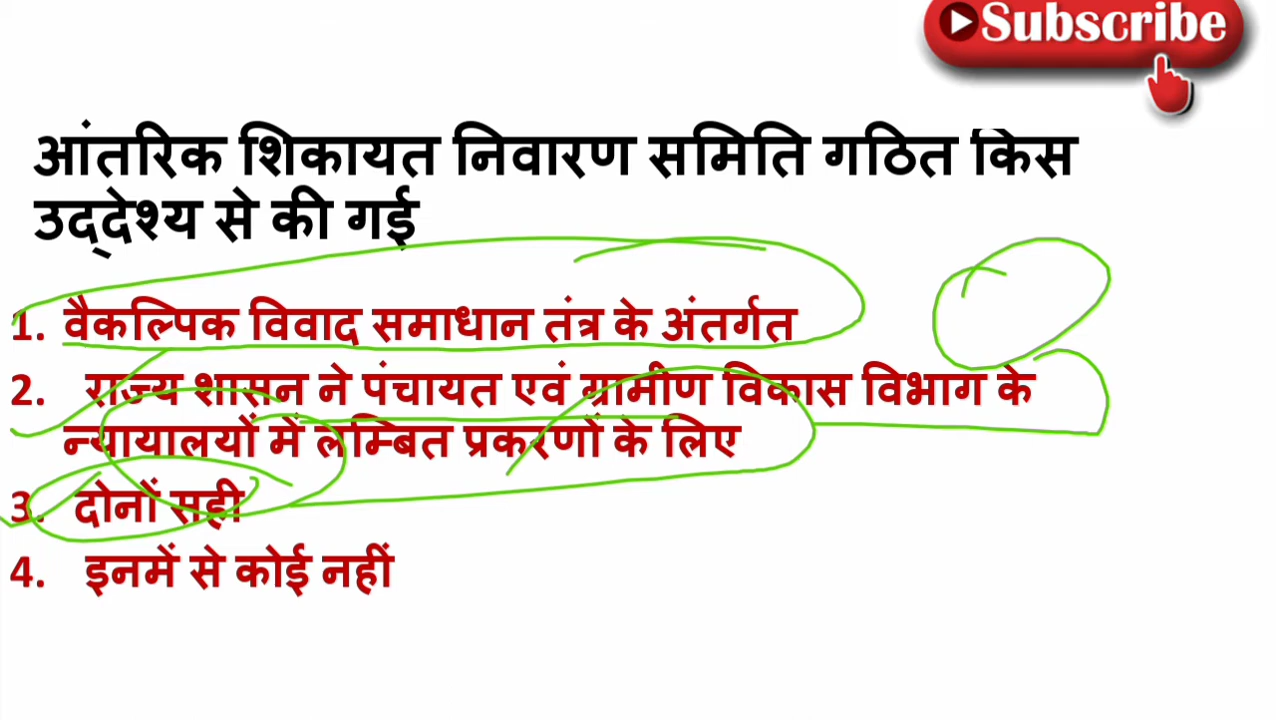 Subscribe
आंतरिक शिकायत निवारण समिति गठित किस
उद्देश्य से की गई
1. वैकल्पिक विवाद समाधान तंत्र के अंतर्गत
2. राज्य शासन ने पंचायत एवं ग्रामीण विकास विभाग के
न्यायालयों में लम्बित प्रकरणों के लिए
3. दोनों सही
4. इनमें से कोई नहीं